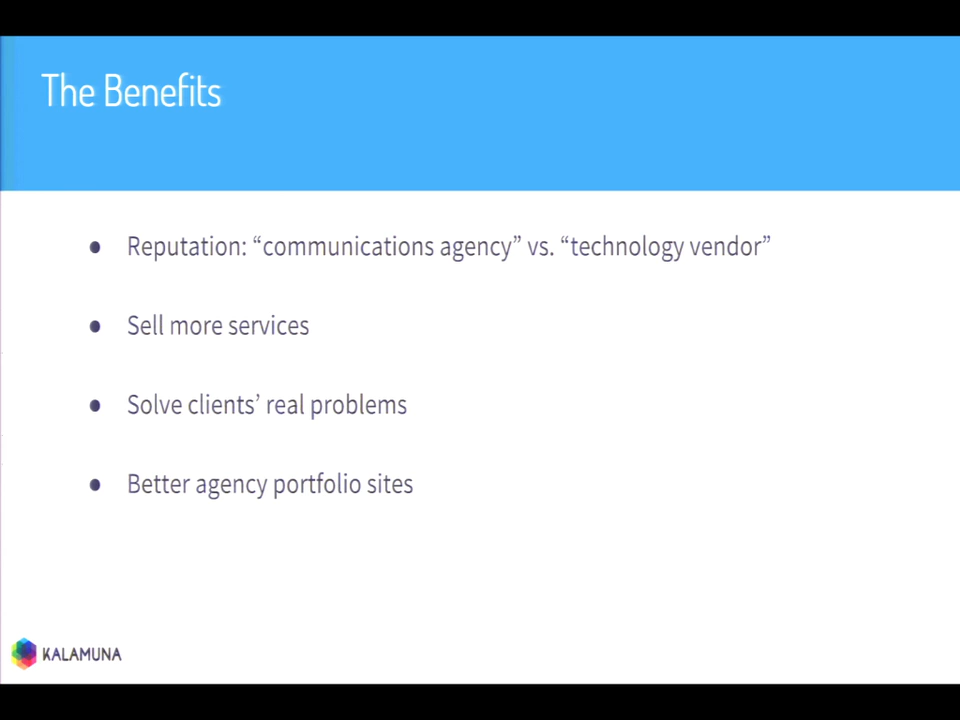 The Benefits
Reputation: “communications agency” vs. “technology vendor”
Sell more services
Solve clients’ real problems
Better agency portfolio sites
KALAMUNA